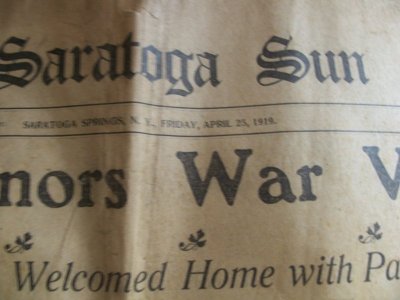 Saratoga Sun
SARATOGA SPRINGS, N. Y., FRIDAY, APRIL 25, 1919.
nors War V
Welcomed Home with Pa